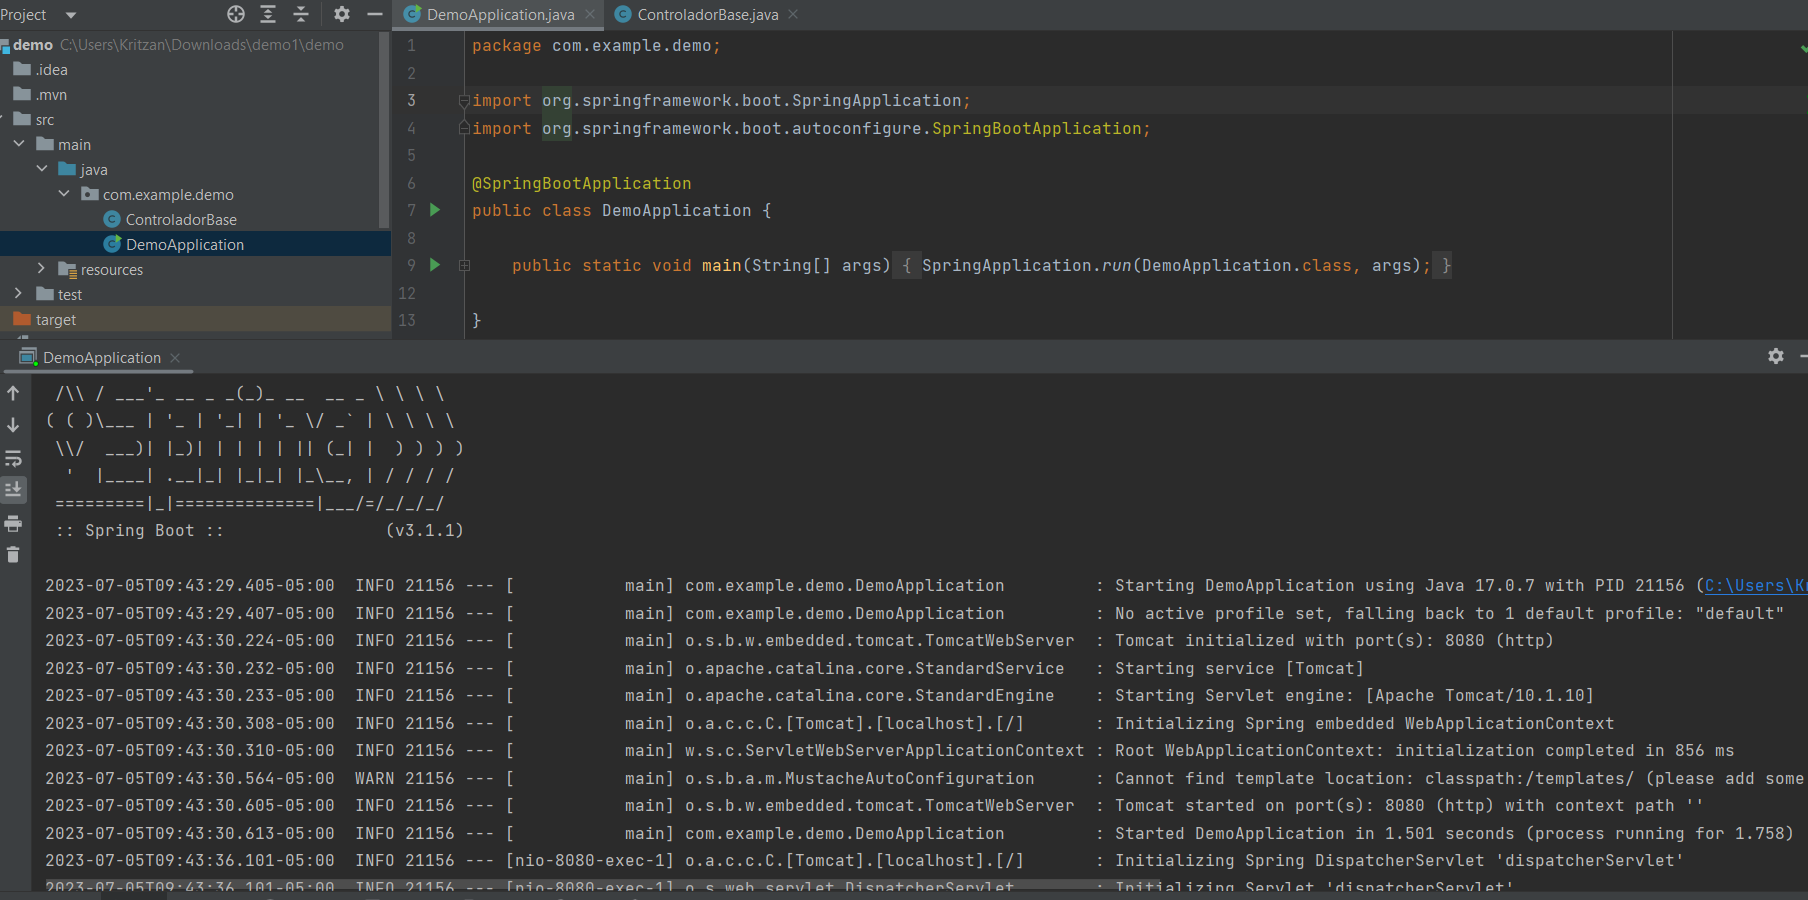 Project
DemoApplication.java
ControladorBase.java
demo C:\Users\Kritzan\Downloads\demo1\demo
.idea
.mvn
src
main
java
com.example.demo
ControladorBase
DemoApplication
resources
test
target
1 package com.example.demo;
2
3 import org.springframework.boot.SpringApplication;
4 import org.springframework.boot.autoconfigure.SpringBootApplication;
5
6 @SpringBootApplication
7 public class DemoApplication {
8
9 public static void main(String[] args) { SpringApplication.run(DemoApplication.class, args); }
12
13 }
DemoApplication
 /\\ / ___'_ __ _ _(_)_ __  __ _ \ \ \ \
( ( )\___ | '_ | '_| | '_ \/ _` | \ \ \ \
 \\/  ___)| |_)| | | | | || (_| |  ) ) ) )
  '  |____| .__|_| |_|_| |_\__, | / / / /
 =========|_|==============|___/=/_/_/_/
 :: Spring Boot ::                (v3.1.1)
2023-07-05T09:43:29.405-05:00  INFO 21156 --- [           main] com.example.demo.DemoApplication         : Starting DemoApplication using Java 17.0.7 with PID 21156 (C:\Users\Kr
2023-07-05T09:43:29.407-05:00  INFO 21156 --- [           main] com.example.demo.DemoApplication         : No active profile set, falling back to 1 default profile: "default"
2023-07-05T09:43:30.224-05:00  INFO 21156 --- [           main] o.s.b.w.embedded.tomcat.TomcatWebServer  : Tomcat initialized with port(s): 8080 (http)
2023-07-05T09:43:30.232-05:00  INFO 21156 --- [           main] o.apache.catalina.core.StandardService   : Starting service [Tomcat]
2023-07-05T09:43:30.233-05:00  INFO 21156 --- [           main] o.apache.catalina.core.StandardEngine    : Starting Servlet engine: [Apache Tomcat/10.1.10]
2023-07-05T09:43:30.308-05:00  INFO 21156 --- [           main] o.a.c.c.C.[Tomcat].[localhost].[/]       : Initializing Spring embedded WebApplicationContext
2023-07-05T09:43:30.310-05:00  INFO 21156 --- [           main] w.s.c.ServletWebServerApplicationContext : Root WebApplicationContext: initialization completed in 856 ms
2023-07-05T09:43:30.564-05:00  WARN 21156 --- [           main] o.s.b.a.m.MustacheAutoConfiguration      : Cannot find template location: classpath:/templates/ (please add some
2023-07-05T09:43:30.605-05:00  INFO 21156 --- [           main] o.s.b.w.embedded.tomcat.TomcatWebServer  : Tomcat started on port(s): 8080 (http) with context path ''
2023-07-05T09:43:30.613-05:00  INFO 21156 --- [           main] com.example.demo.DemoApplication         : Started DemoApplication in 1.501 seconds (process running for 1.758)
2023-07-05T09:43:36.101-05:00  INFO 21156 --- [nio-8080-exec-1] o.a.c.c.C.[Tomcat].[localhost].[/]       : Initializing Spring DispatcherServlet 'dispatcherServlet'
2023-07-05T09:43:36.101-05:00  INFO 21156 --- [nio-8080-exec-1] o.s.web.servlet.DispatcherServlet        : Initializing Servlet 'dispatcherServlet'